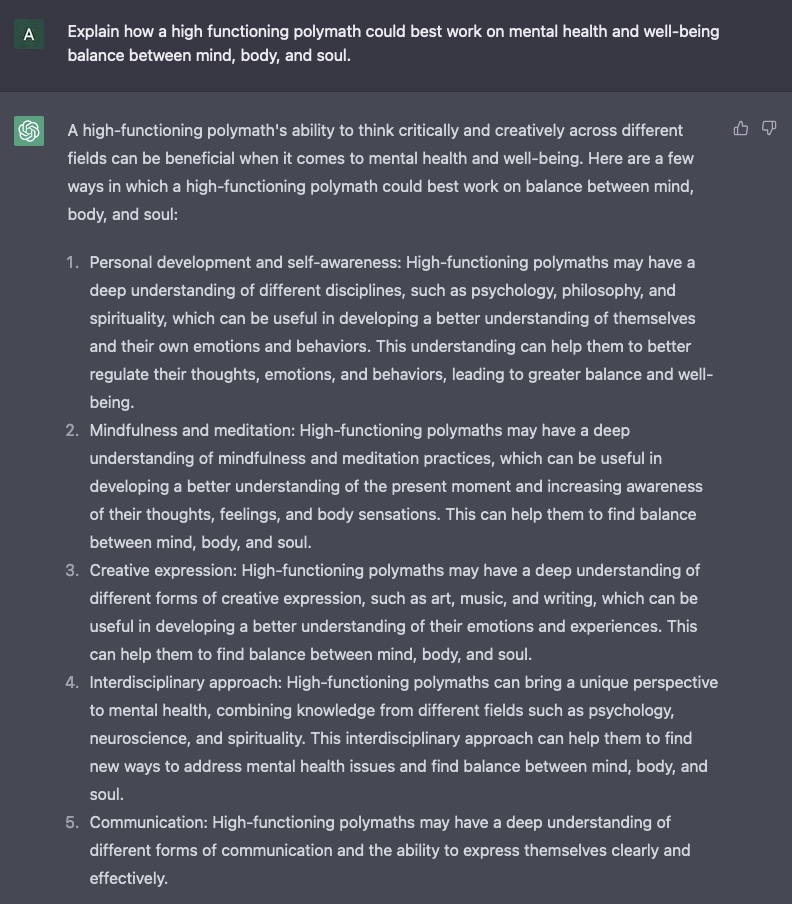 A
Explain how a high functioning polymath could best work on mental health and well-being
balance between mind, body, and soul.
A high-functioning polymath's ability to think critically and creatively across different
fields can be beneficial when it comes to mental health and well-being. Here are a few
ways in which a high-functioning polymath could best work on balance between mind,
body, and soul:
1. Personal development and self-awareness: High-functioning polymaths may have a
deep understanding of different disciplines, such as psychology, philosophy, and
spirituality, which can be useful in developing a better understanding of themselves
and their own emotions and behaviors. This understanding can help them to better
regulate their thoughts, emotions, and behaviors, leading to greater balance and well-
being.
2. Mindfulness and meditation: High-functioning polymaths may have a deep
understanding of mindfulness and meditation practices, which can be useful in
developing a better understanding of the present moment and increasing awareness
of their thoughts, feelings, and body sensations. This can help them to find balance
between mind, body, and soul.
3. Creative expression: High-functioning polymaths may have a deep understanding of
different forms of creative expression, such as art, music, and writing, which can be
useful in developing a better understanding of their emotions and experiences. This
can help them to find balance between mind, body, and soul.
4. Interdisciplinary approach: High-functioning polymaths can bring a unique perspective
to mental health, combining knowledge from different fields such as psychology,
neuroscience, and spirituality. This interdisciplinary approach can help them to find
new ways to address mental health issues and find balance between mind, body, and
soul.
5. Communication: High-functioning polymaths may have a deep understanding of
different forms of communication and the ability to express themselves clearly and
effectively.